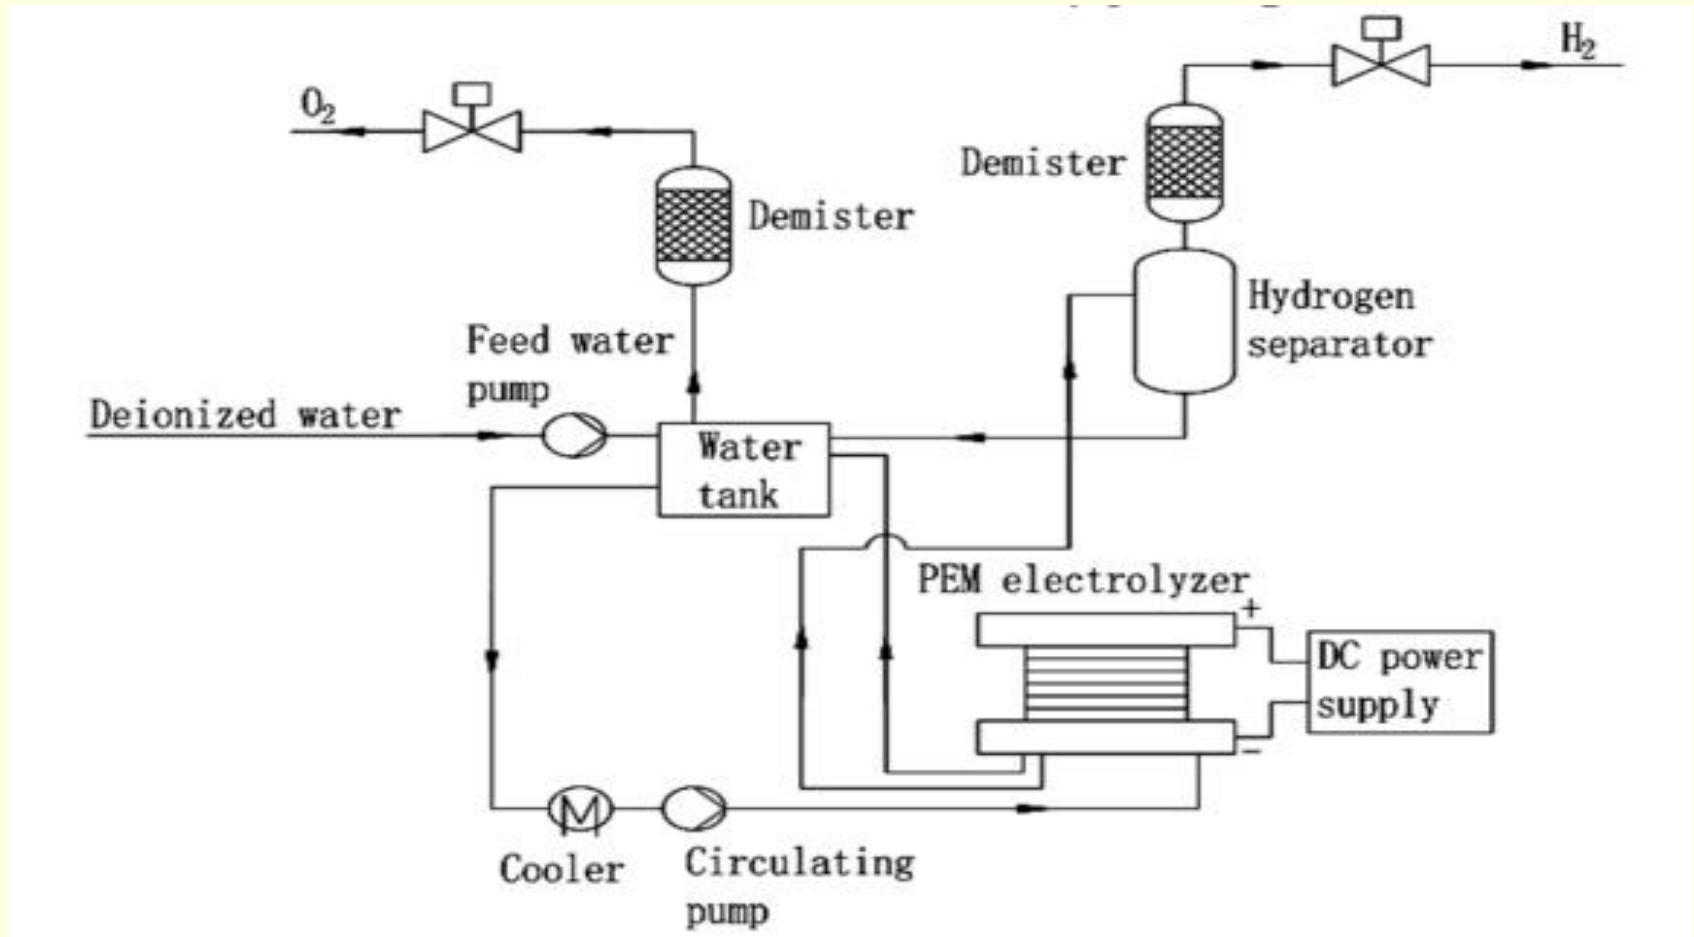 H₂
O₂
Demister
Demister
Hydrogen
separator
Feed water
pump
Deionized water
Water
tank
PEM electrolyzer
+
DC power
supply
−
Cooler
Circulating
pump